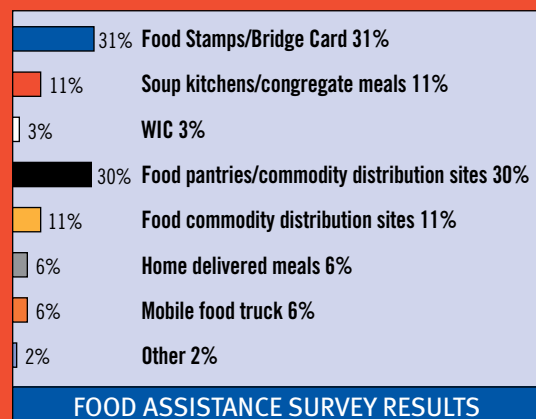 31% Food Stamps/Bridge Card 31%
11% Soup kitchens/congregate meals 11%
3% WIC 3%
30% Food pantries/commodity distribution sites 30%
11% Food commodity distribution sites 11%
6% Home delivered meals 6%
6% Mobile food truck 6%
2% Other 2%
FOOD ASSISTANCE SURVEY RESULTS